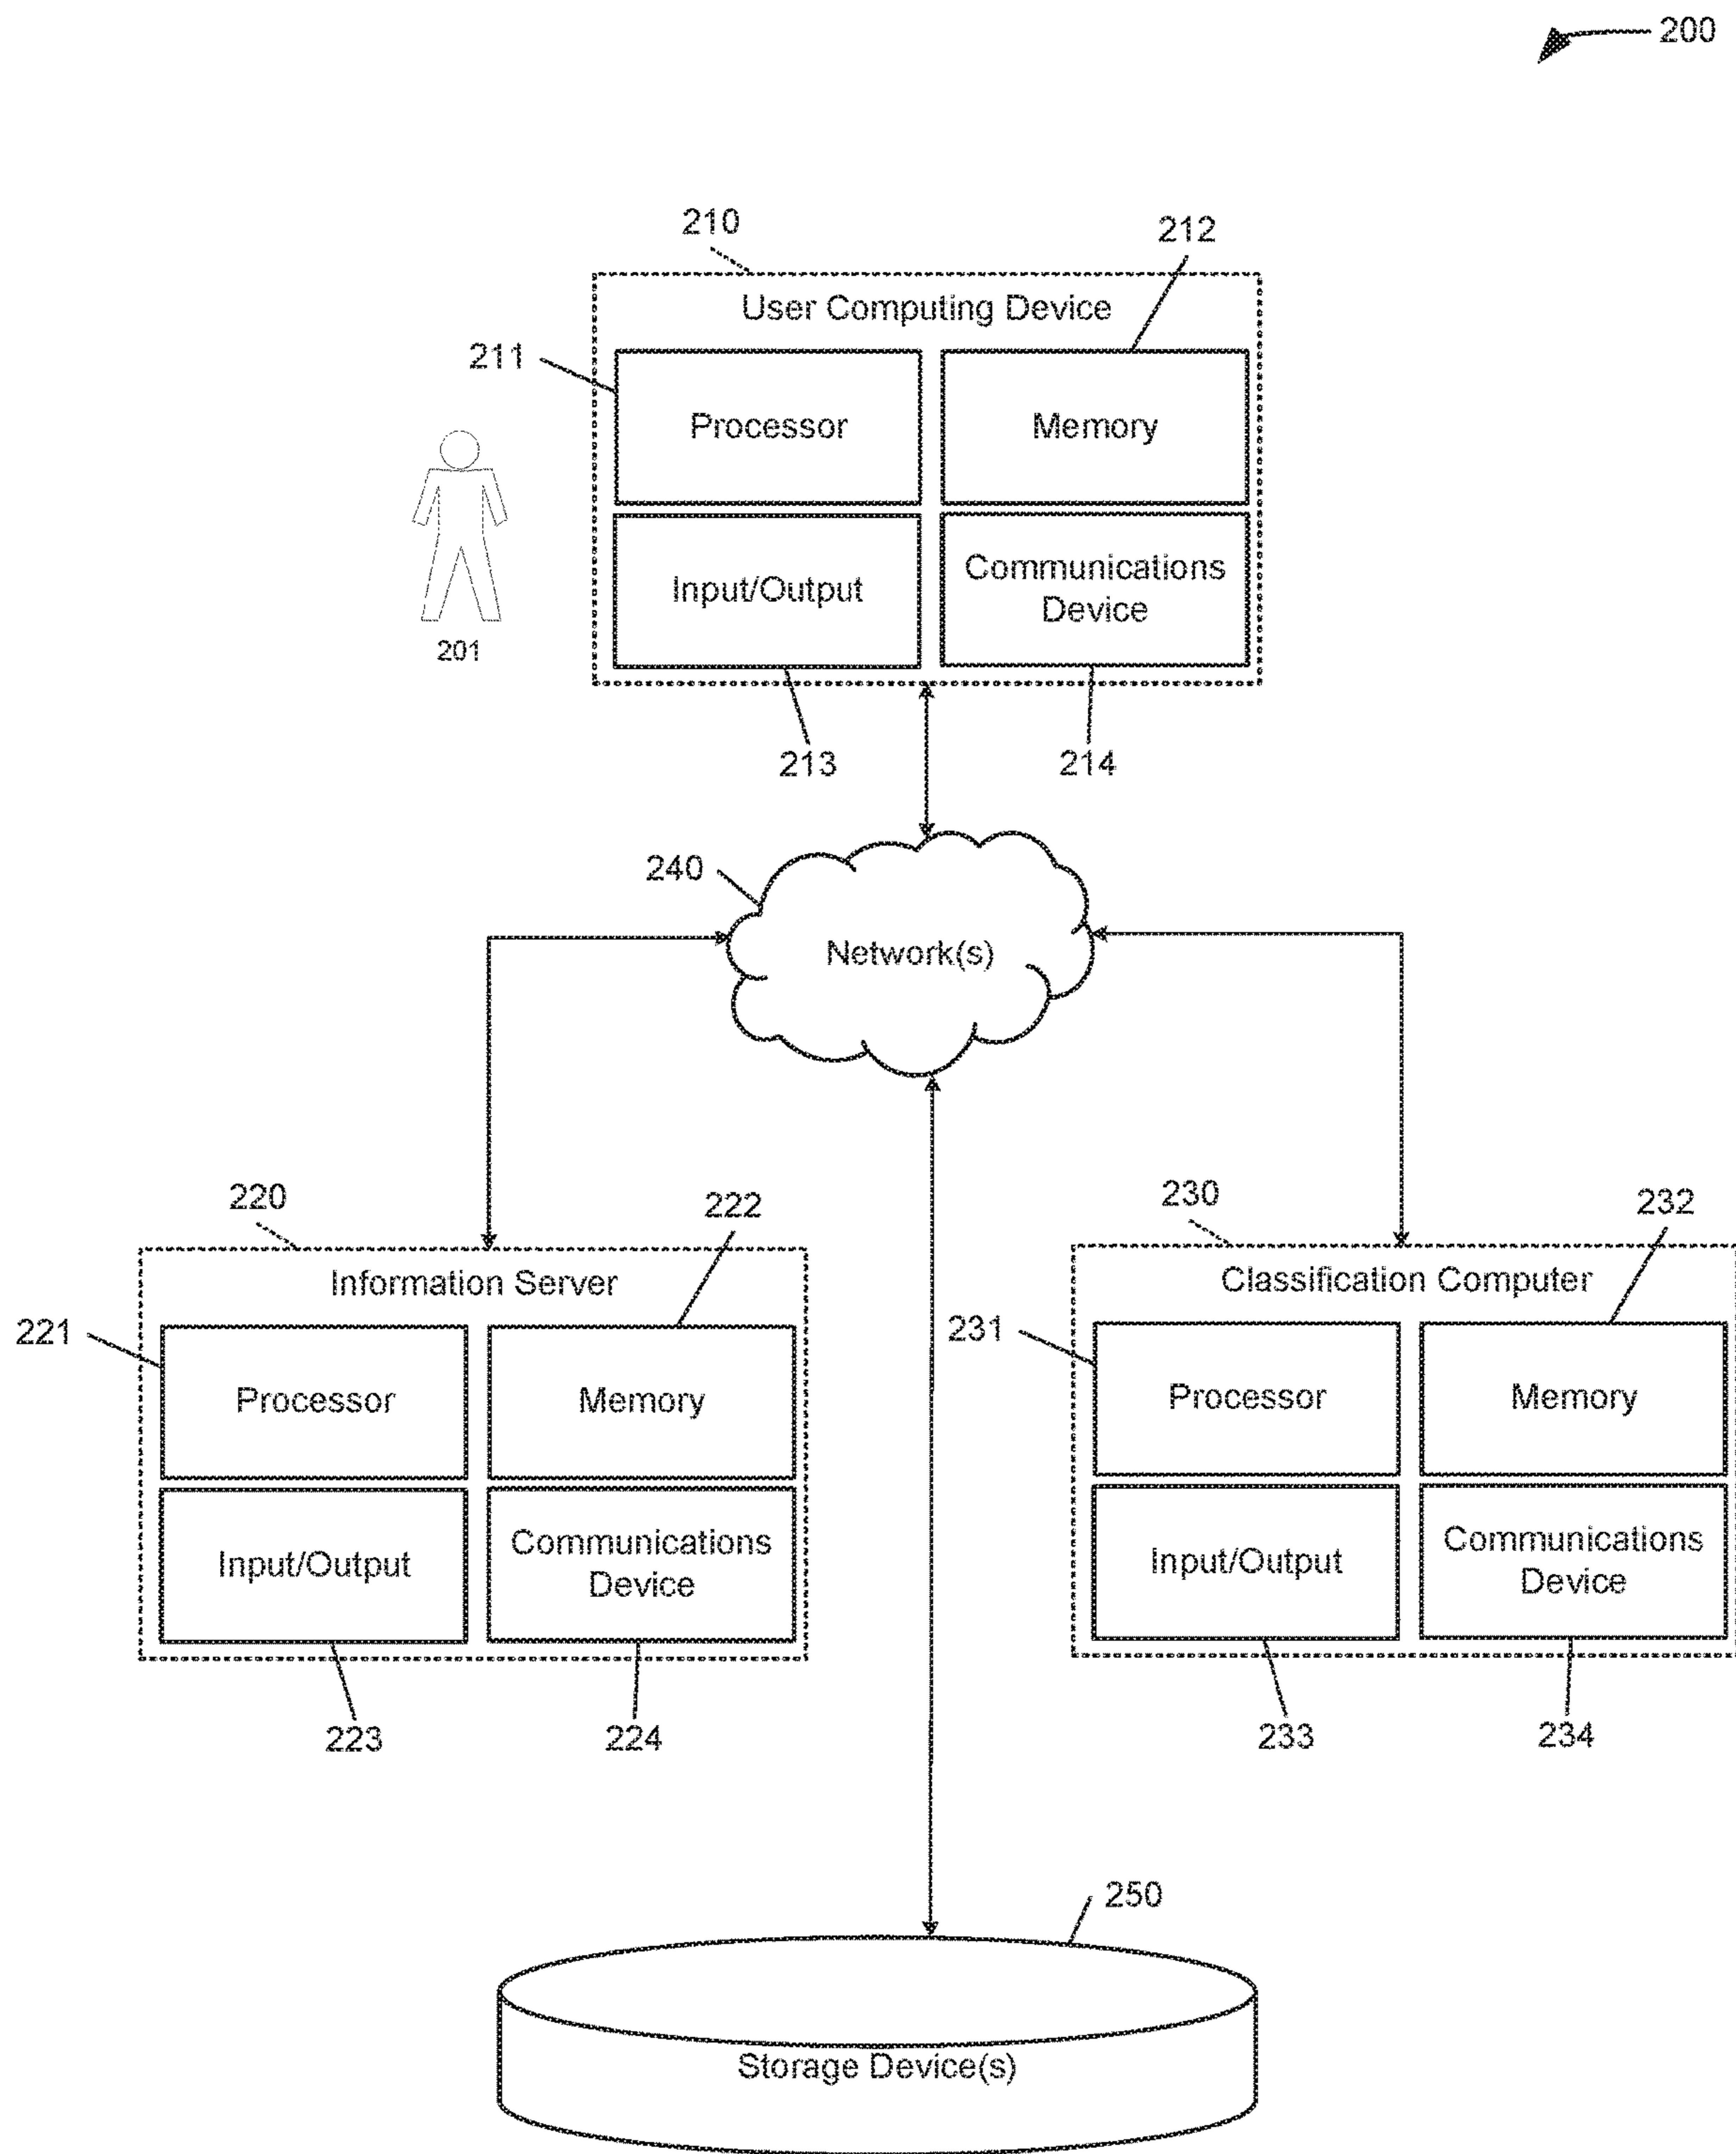 200
210
212
User Computing Device
211
Processor
Memory
Input/Output
Communications
Device
201
213
214
240
Network(s)
220
222
Information Server
221
Processor
Memory
Input/Output
Communications
Device
223
224
230
232
Classification Computer
231
Processor
Memory
Input/Output
Communications
Device
233
234
250
Storage Device(s)